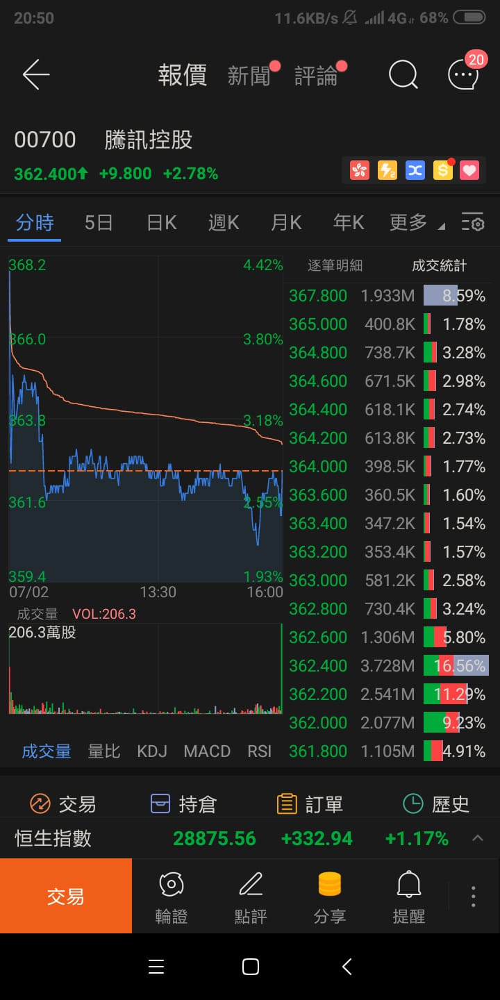 20:50 11.6KB/s 4G 68%
報價 新聞 評論 20
00700 騰訊控股
362.400↑ +9.800 +2.78%
分時 5日 日K 週K 月K 年K 更多
368.2 4.42%
366.0 3.80%
363.8 3.18%
361.6 2.55%
359.4 1.93%
07/02 13:30 16:00
成交量 VOL:206.3
206.3萬股
成交量 量比 KDJ MACD RSI
逐筆明細 成交統計
367.800 1.933M 8.59%
365.000 400.8K 1.78%
364.800 738.7K 3.28%
364.600 671.5K 2.98%
364.400 618.1K 2.74%
364.200 613.8K 2.73%
364.000 398.5K 1.77%
363.600 360.5K 1.60%
363.400 347.2K 1.54%
363.200 353.4K 1.57%
363.000 581.2K 2.58%
362.800 730.4K 3.24%
362.600 1.306M 5.80%
362.400 3.728M 16.56%
362.200 2.541M 11.29%
362.000 2.077M 9.23%
361.800 1.105M 4.91%
交易 持倉 訂單 歷史
恒生指數 28875.56 +332.94 +1.17%
交易 輪證 點評 分享 提醒